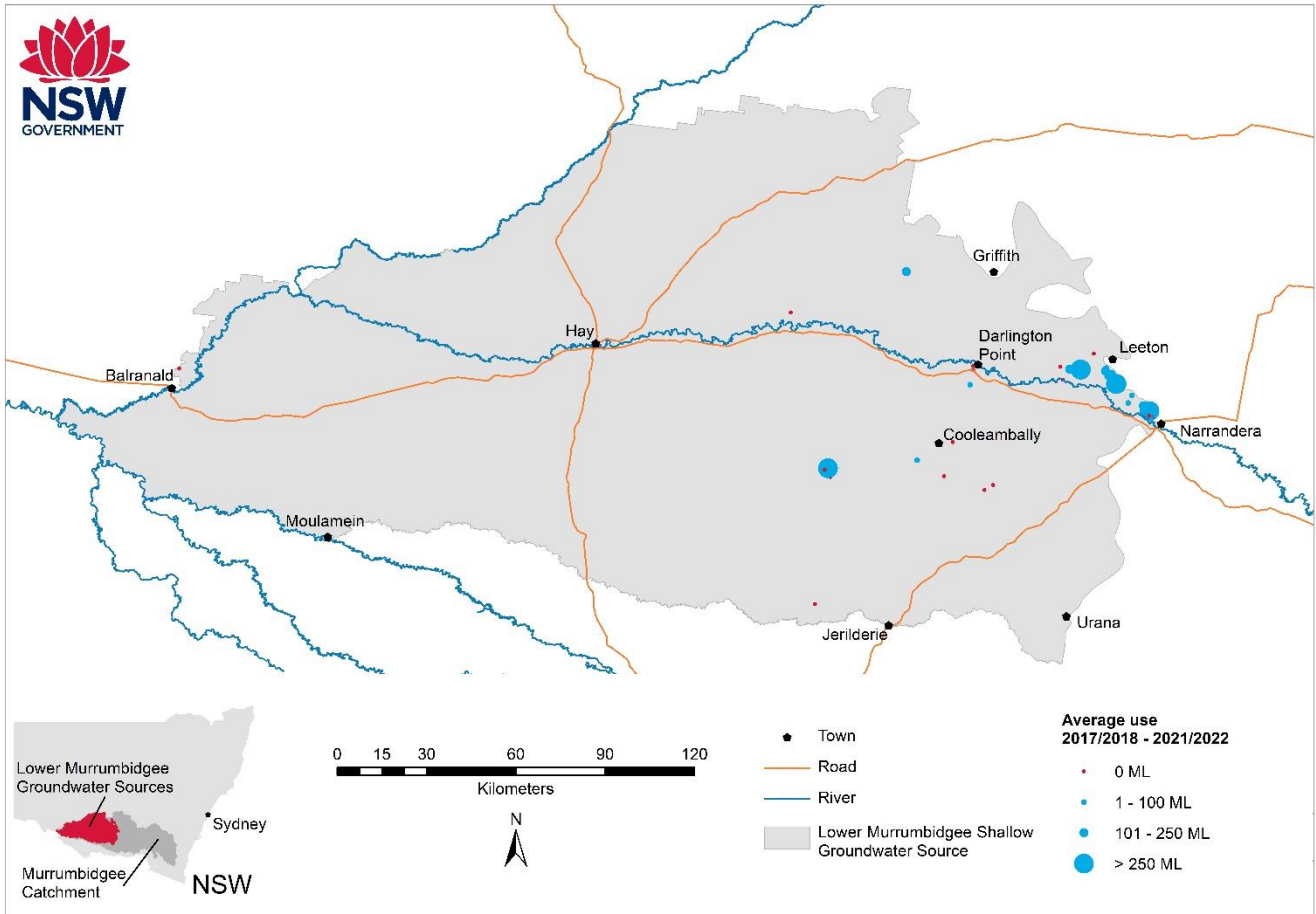 NSW
GOVERNMENT
Griffith
Hay
Darlington
Point
Leeton
Balranald
Narrandera
Cooleambally
Moulamein
Urana
Jerilderie
Lower Murrumbidgee
Groundwater Sources
Sydney
Murrumbidgee
Catchment
NSW
0 15 30 60 90 120
Kilometers
N
Town
Road
River
Lower Murrumbidgee Shallow
Groundwater Source
Average use
2017/2018 - 2021/2022
0 ML
1 - 100 ML
101 - 250 ML
> 250 ML